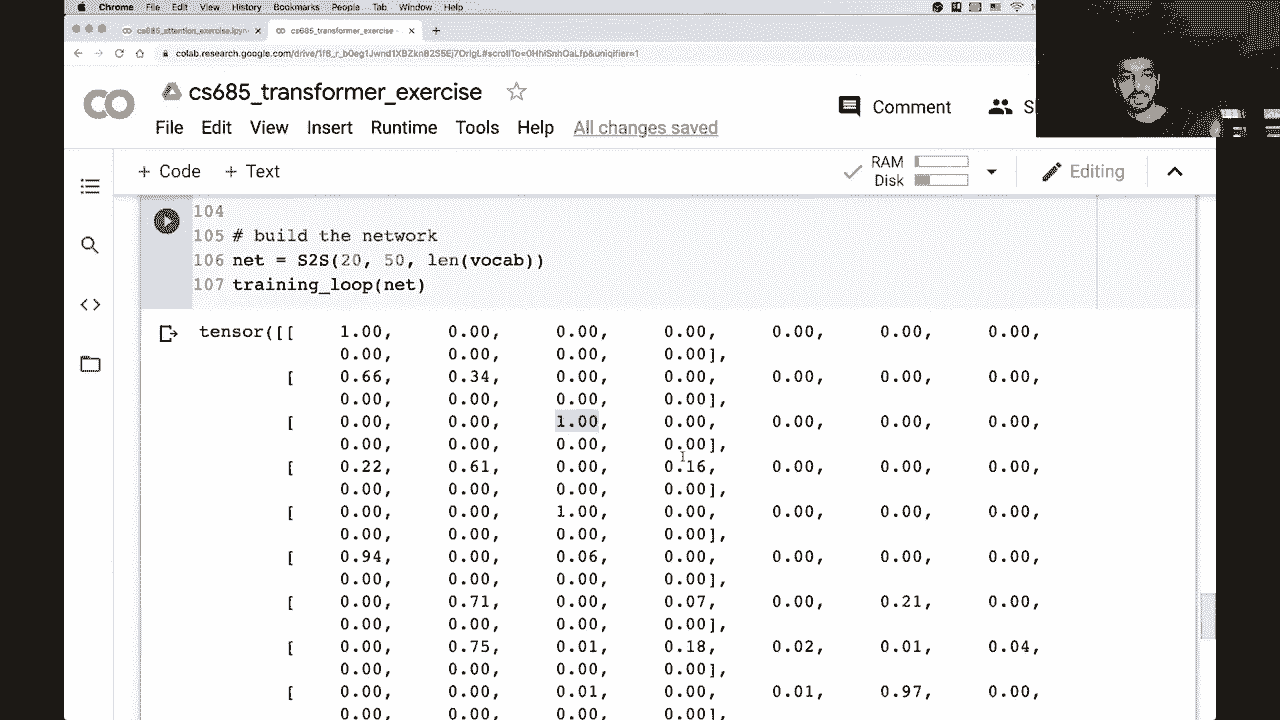 Chrome File Edit View History Bookmarks People Tab Window Help
cs685_attention_exercise.ipyn
cs685_transformer_exercise -
colab.research.google.com/drive/
CO
cs685_transformer_exercise
File Edit View Insert Runtime Tools Help All changes saved
Comment
S
+ Code + Text
RAM
Disk
Editing
104
105 # build the network
106 net = S2S(20, 50, len(vocab))
107 training_loop(net)
tensor([[ 1.00, 0.00, 0.00, 0.00, 0.00, 0.00, 0.00,
0.00, 0.00, 0.00, 0.00],
[ 0.66, 0.34, 0.00, 0.00, 0.00, 0.00, 0.00,
0.00, 0.00, 0.00, 0.00],
[ 0.00, 0.00, 1.00, 0.00, 0.00, 0.00, 0.00,
0.00, 0.00, 0.00, 0.00],
[ 0.22, 0.61, 0.00, 0.16, 0.00, 0.00, 0.00,
0.00, 0.00, 0.00, 0.00],
[ 0.00, 0.00, 1.00, 0.00, 0.00, 0.00, 0.00,
0.00, 0.00, 0.00, 0.00],
[ 0.94, 0.00, 0.06, 0.00, 0.00, 0.00, 0.00,
0.00, 0.00, 0.00, 0.00],
[ 0.00, 0.71, 0.00, 0.07, 0.00, 0.21, 0.00,
0.00, 0.00, 0.00, 0.00],
[ 0.00, 0.75, 0.01, 0.18, 0.02, 0.01, 0.04,
0.00, 0.00, 0.00, 0.00],
[ 0.00, 0.00, 0.01, 0.00, 0.01, 0.97, 0.00,
0.00, 0.00, 0.00, 0.00],